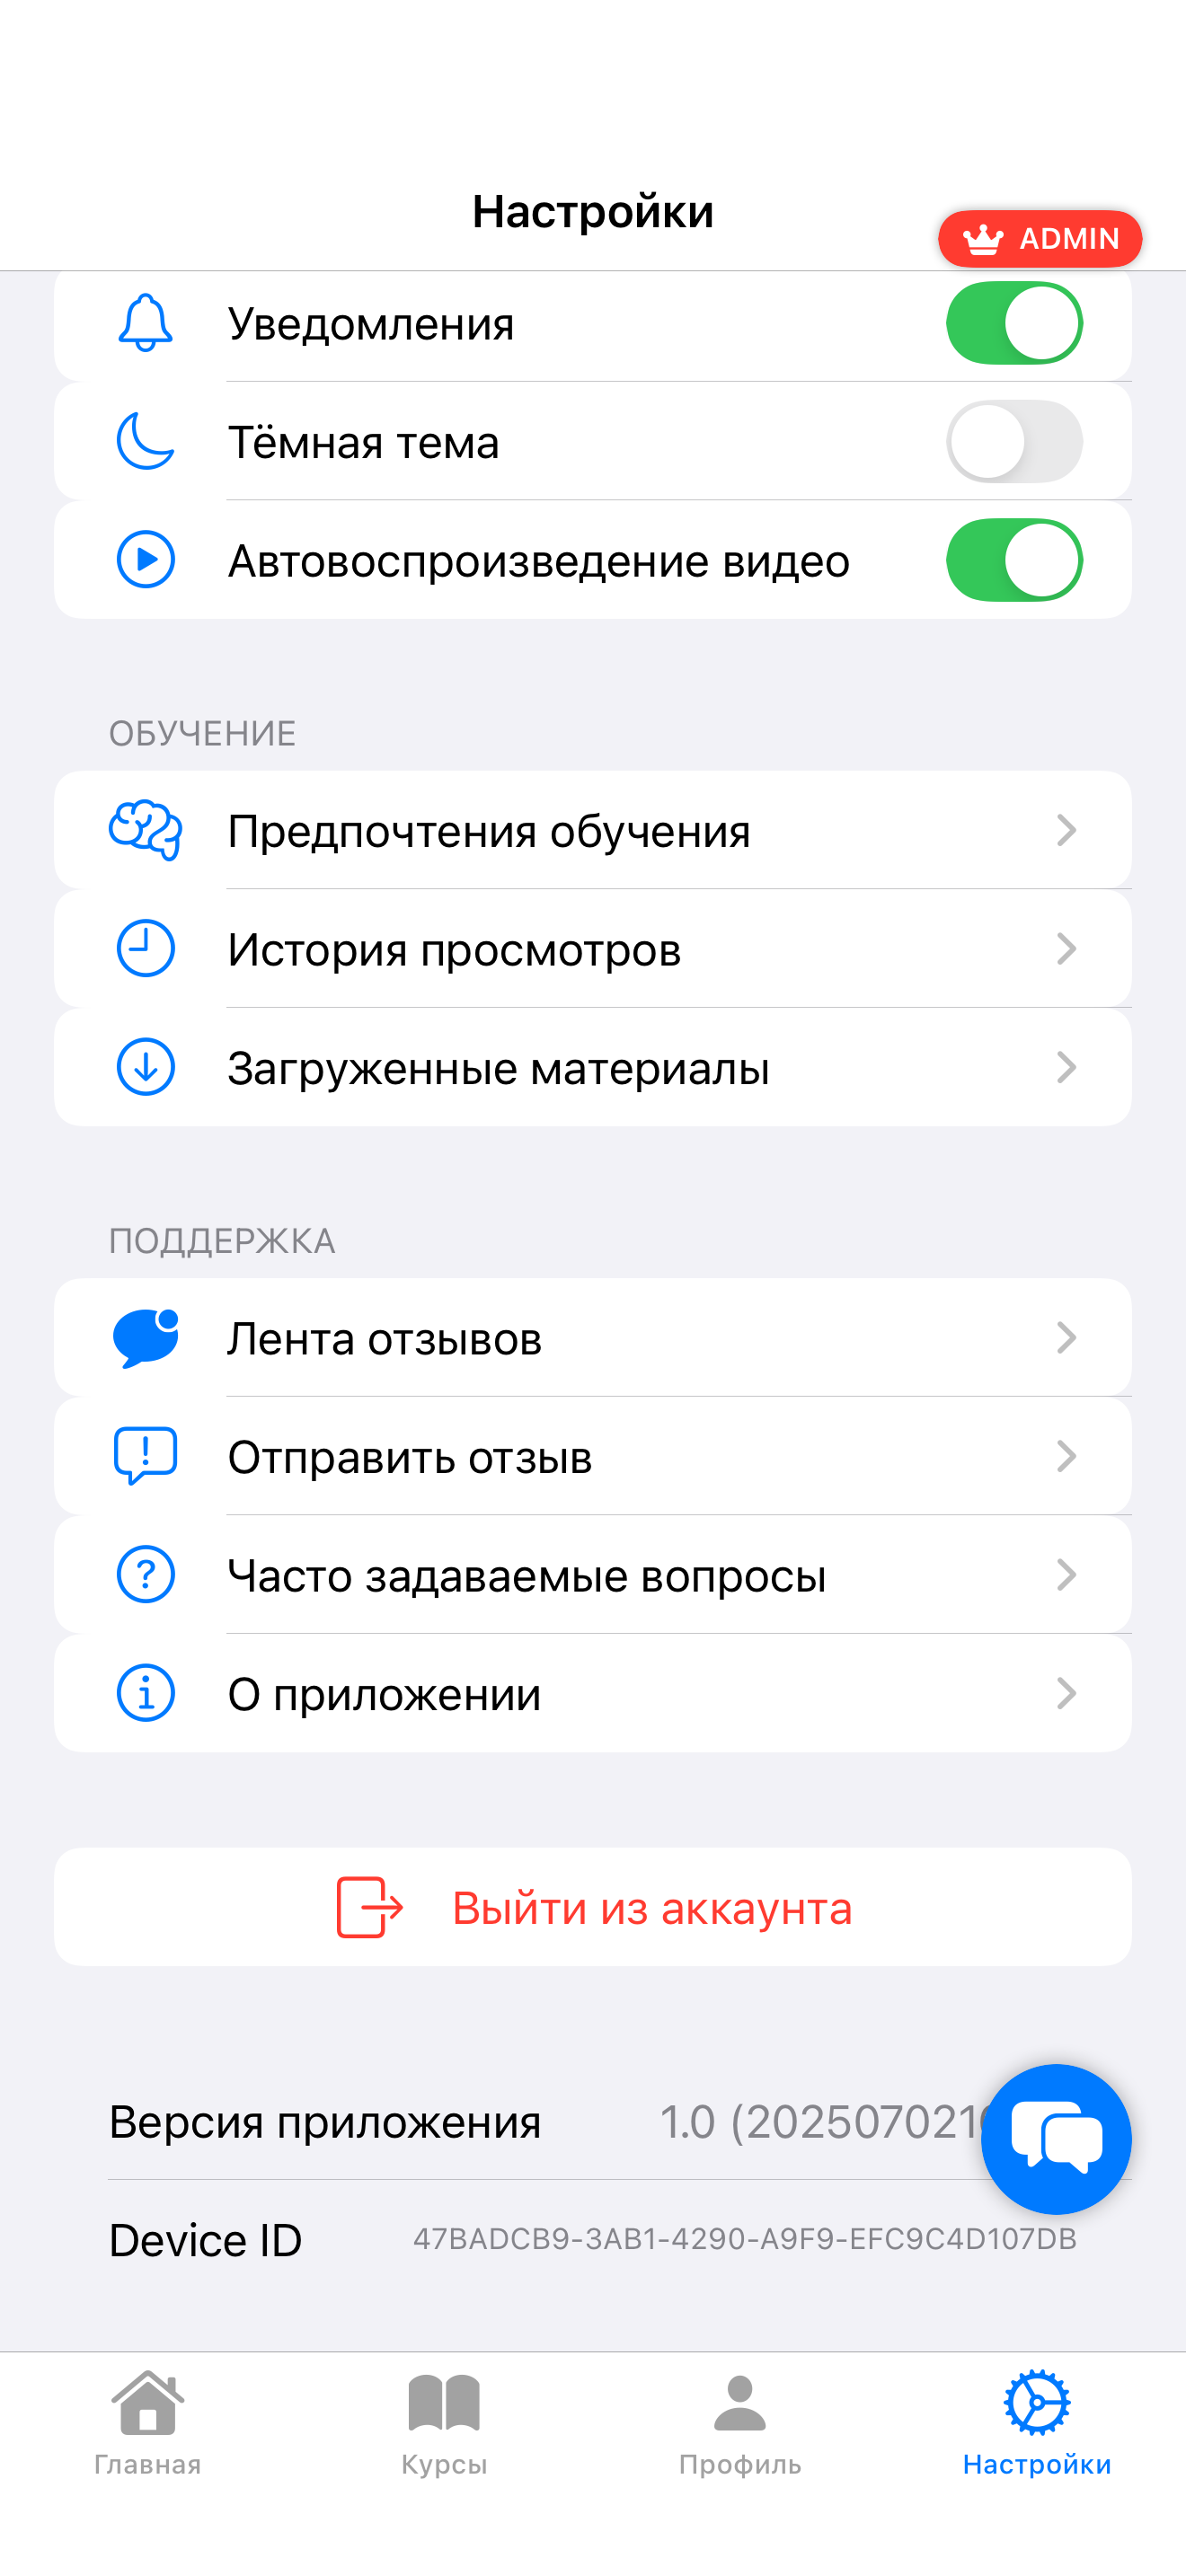 Настройки
ADMIN
Уведомления
Тёмная тема
Автовоспроизведение видео
ОБУЧЕНИЕ
Предпочтения обучения
История просмотров
Загруженные материалы
ПОДДЕРЖКА
Лента отзывов
Отправить отзыв
Часто задаваемые вопросы
О приложении
Выйти из аккаунта
Версия приложения 1.0
Device ID 47BADCB9-3AB1-4290-A9F9-EFC9C4D107DB
Главная Курсы Профиль Настройки